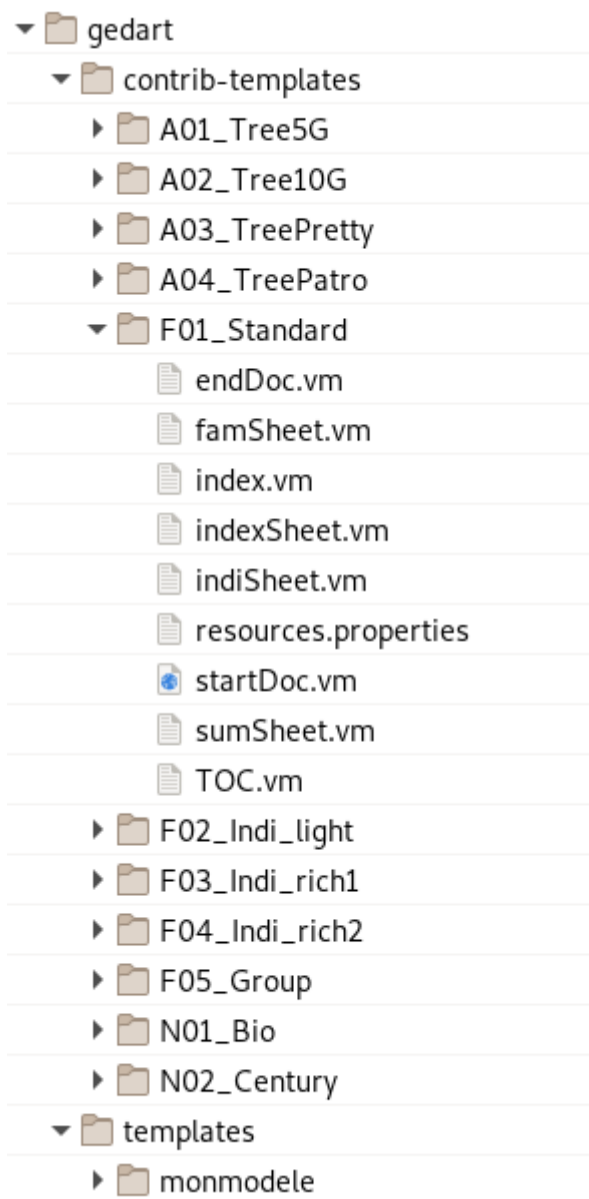 gedart
contrib-templates
A01_Tree5G
A02_Tree10G
A03_TreePretty
A04_TreePatro
F01_Standard
endDoc.vm
famSheet.vm
index.vm
indexSheet.vm
indiSheet.vm
resources.properties
startDoc.vm
sumSheet.vm
TOC.vm
F02_Indi_light
F03_Indi_rich1
F04_Indi_rich2
F05_Group
N01_Bio
N02_Century
templates
monmodele